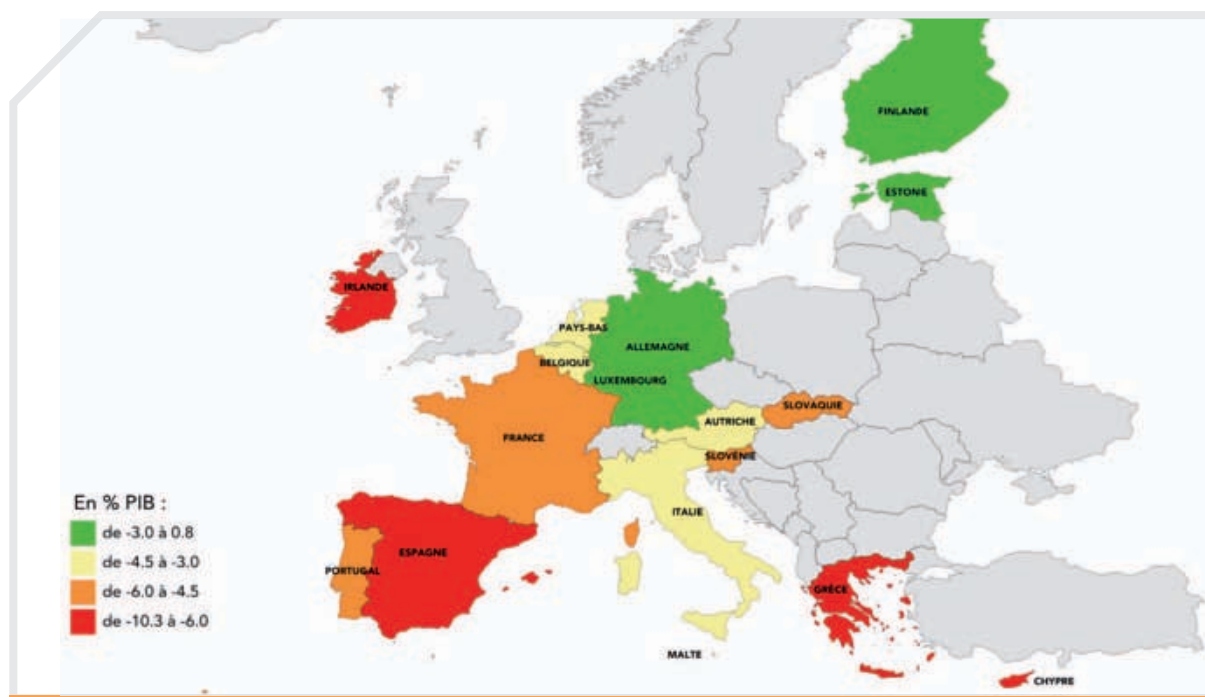 FINLANDE
ESTONIE
IRLANDE
PAYS-BAS
ALLEMAGNE
BELGIQUE
LUXEMBOURG
SLOVAQUIE
AUTRICHE
FRANCE
SLOVÉNIE
En % PIB :
de -3.0 à 0.8
de -4.5 à -3.0
de -6.0 à -4.5
de -10.3 à -6.0
ITALIE
ESPAGNE
PORTUGAL
GRÈCE
MALTE
CHYPRE